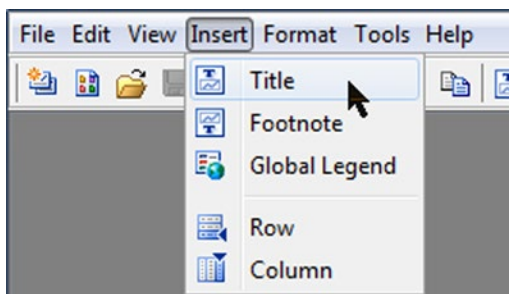 File Edit View Insert Format Tools Help
Title
Footnote
Global Legend
Row
Column